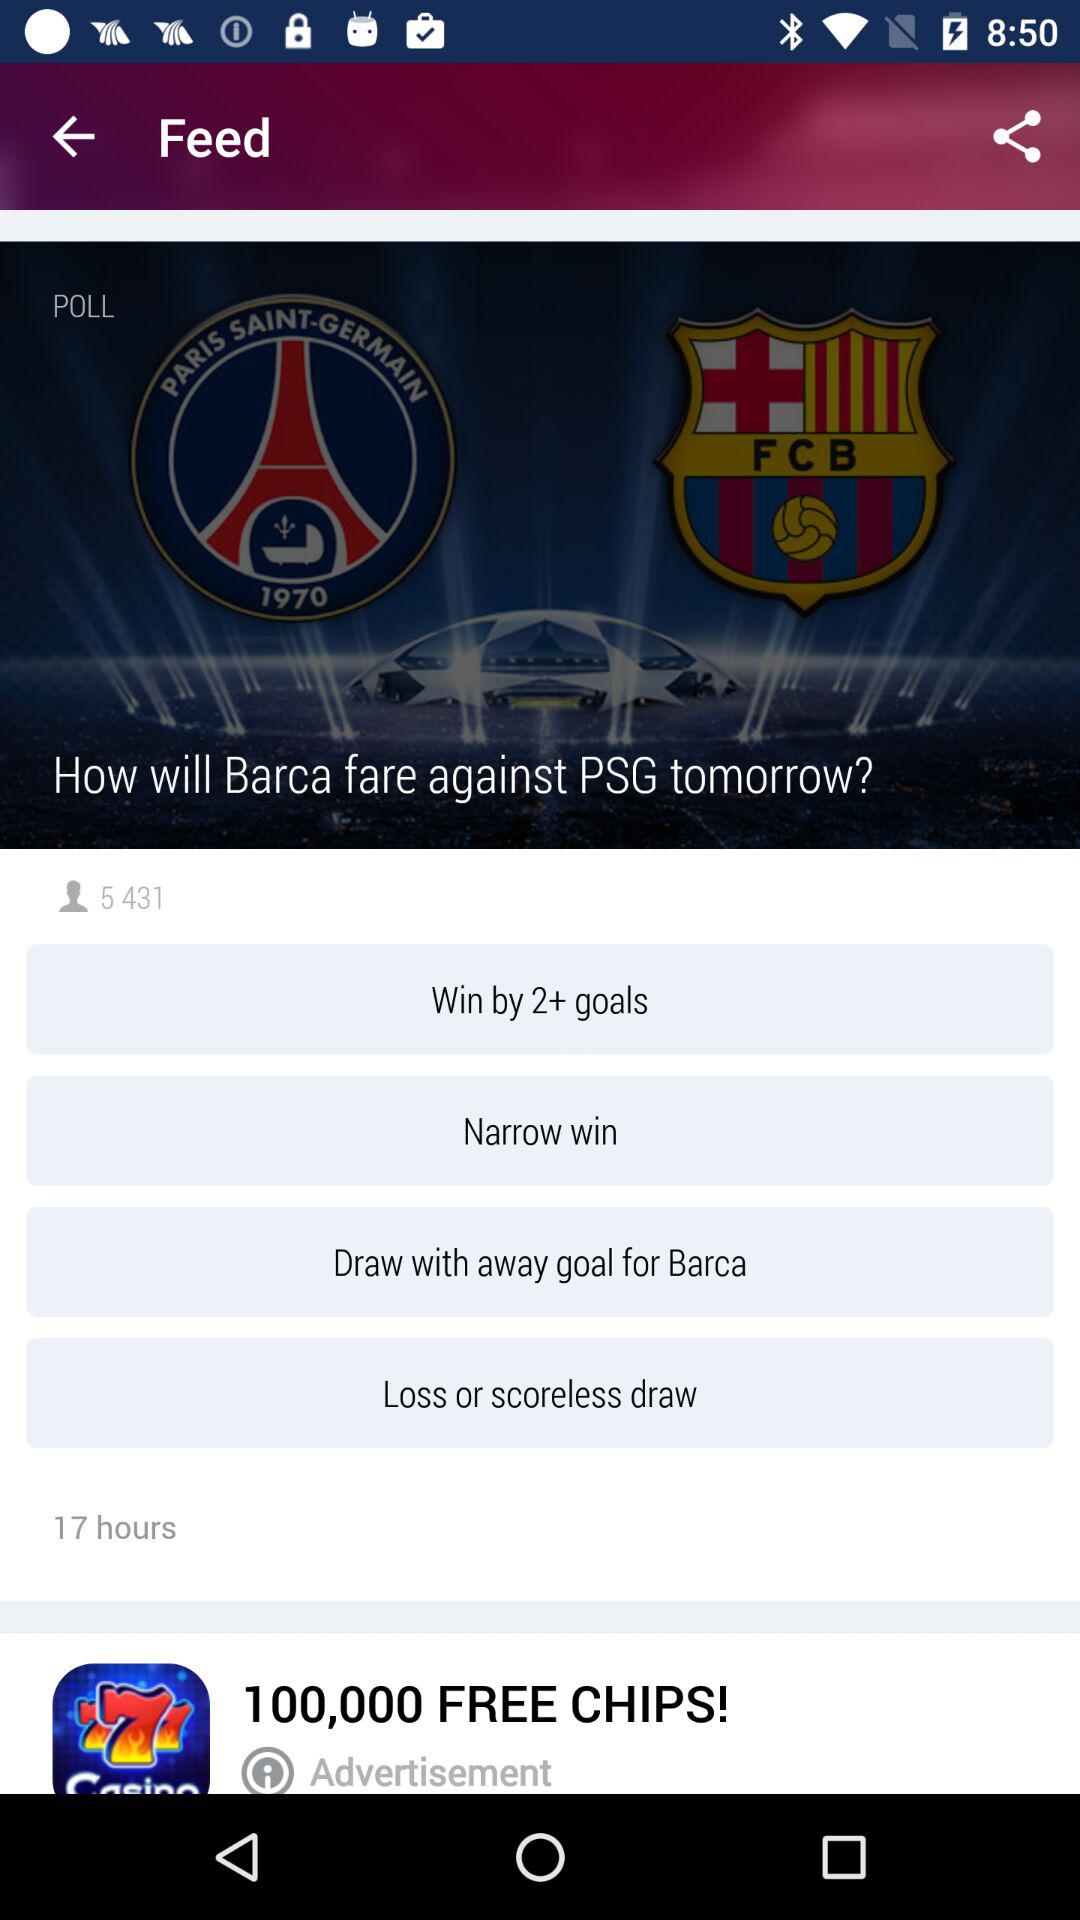 8:50
Feed
POLL
PARIS SAINT-GERMAIN
1970
FCB
How will Barca fare against PSG tomorrow?
5 431
Win by 2+ goals
Narrow win
Draw with away goal for Barca
Loss or scoreless draw
17 hours
777
Casino
100,000 FREE CHIPS!
Advertisement